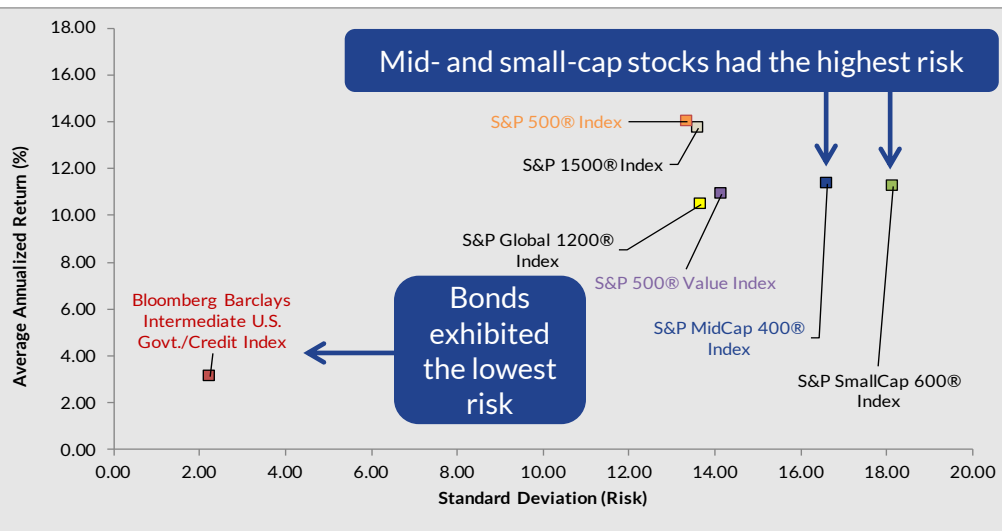 Mid- and small-cap stocks had the highest risk
Average Annualized Return (%)
18.00
16.00
14.00
12.00
10.00
8.00
6.00
4.00
2.00
0.00
S&P 500® Index
S&P 1500® Index
S&P Global 1200®
Index
S&P 500® Value Index
Bloomberg Barclays
Intermediate U.S.
Govt./Credit Index
Bonds
exhibited
the lowest
risk
S&P MidCap 400®
Index
S&P SmallCap 600®
Index
0.00 2.00 4.00 6.00 8.00 10.00 12.00 14.00 16.00 18.00 20.00
Standard Deviation (Risk)